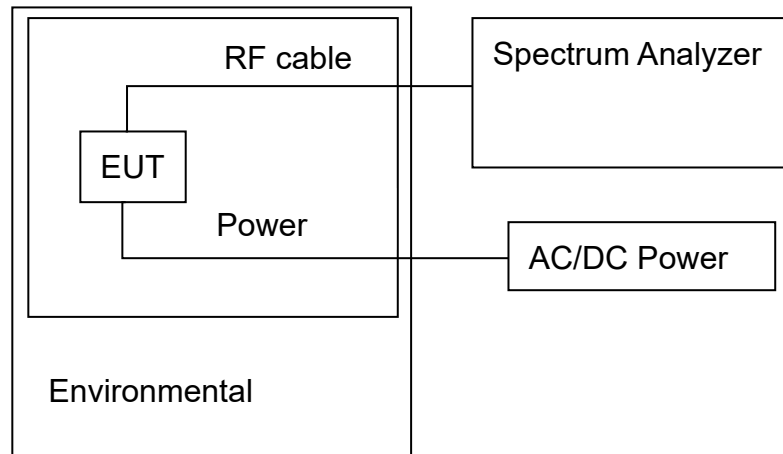 RF cable
Spectrum Analyzer
EUT
Power
AC/DC Power
Environmental